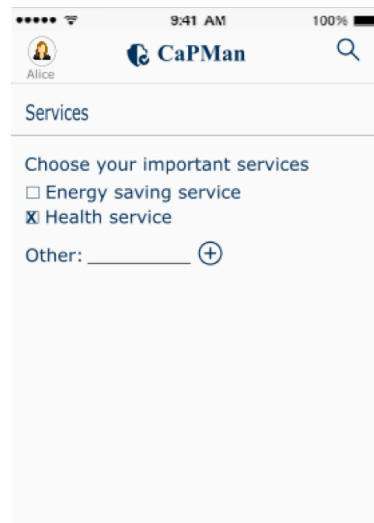 9:41 AM 100%
CaPMan
Alice
Services
Choose your important services
Energy saving service
X Health service
Other: